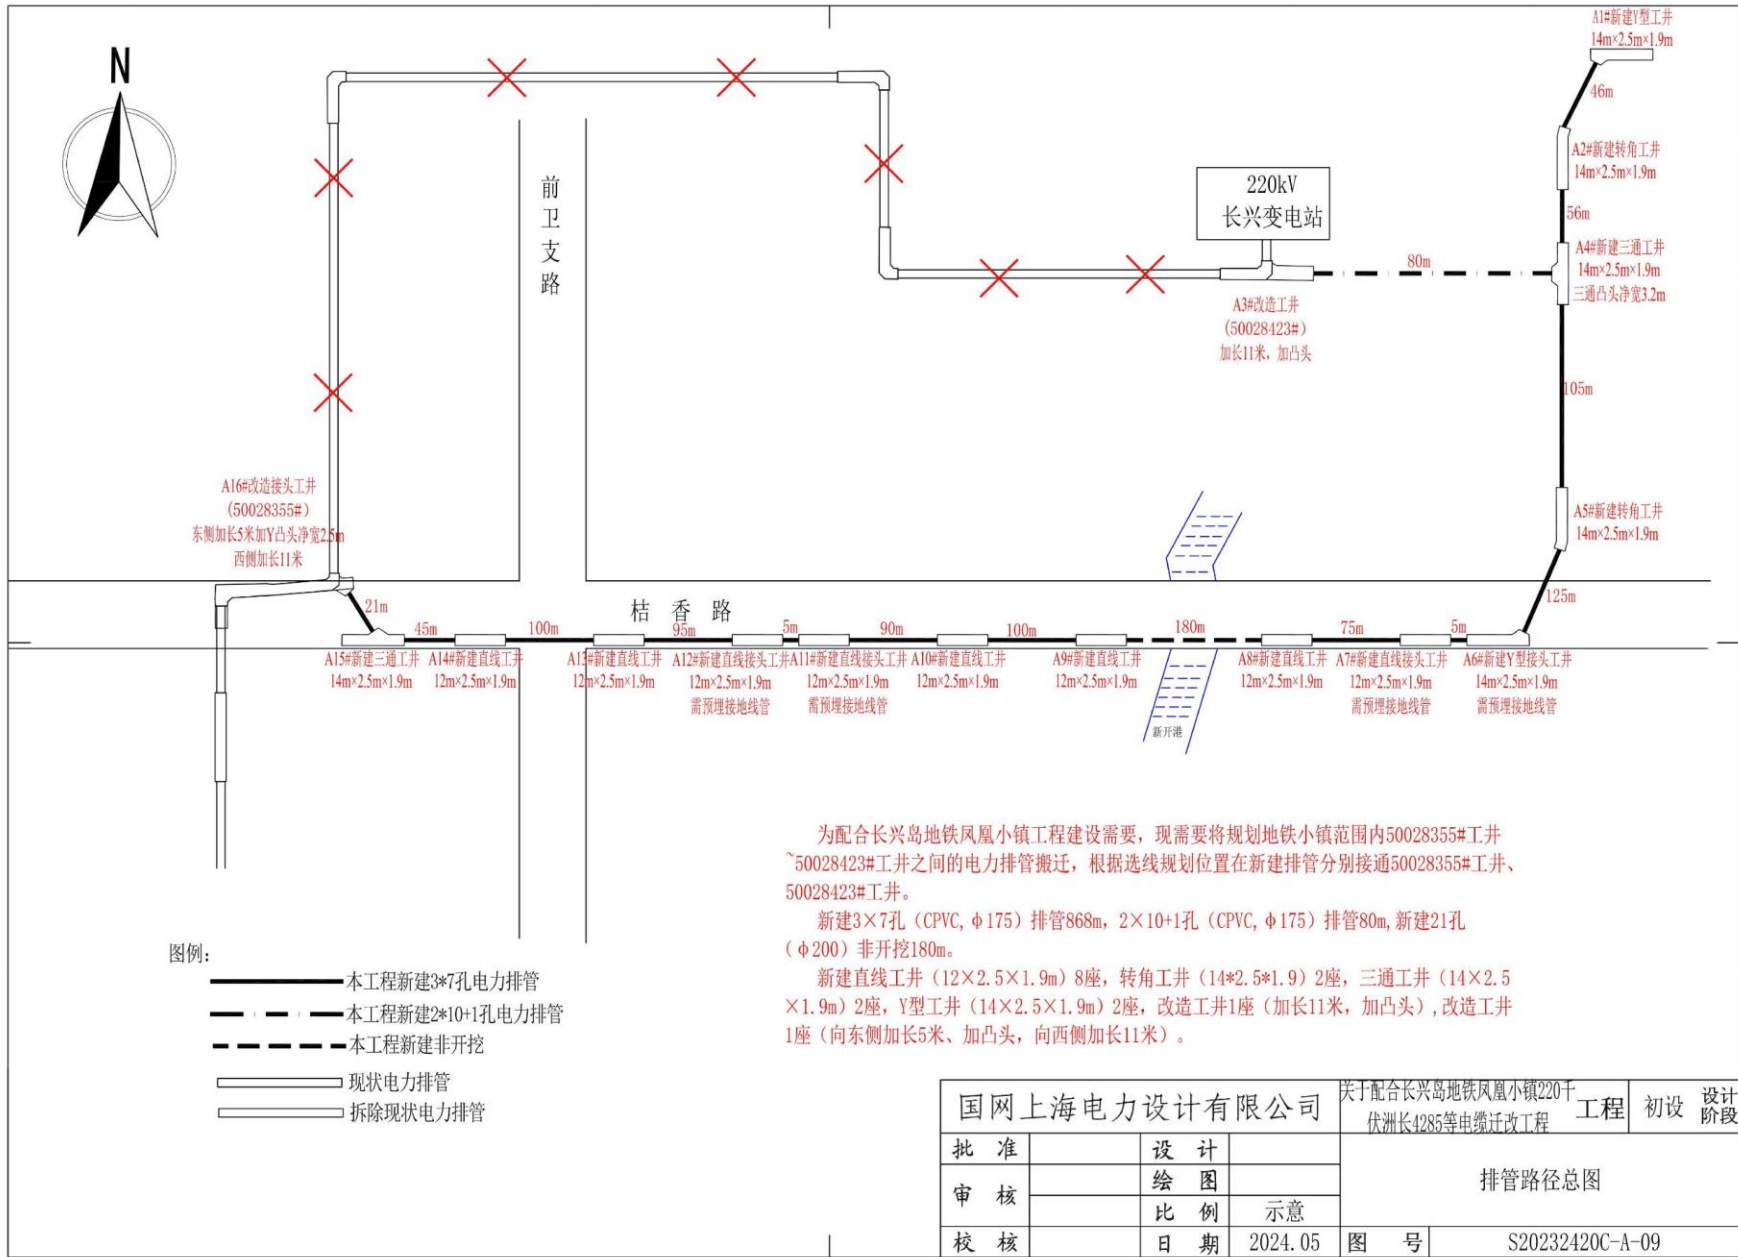 N
A1#新建Y型工井
14m×2.5m×1.9m
46m
A2#新建转角工井
14m×2.5m×1.9m
56m
前卫支路
220kV
长兴变电站
A4#新建三通工井
14m×2.5m×1.9m
三通凸头净宽3.2m
80m
A3#改造工井
(50028423#)
加长11米，加凸头
105m
A16#改造接头工井
(50028355#)
东侧加长5米加Y凸头净宽2.5m
西侧加长11米
A5#新建转角工井
14m×2.5m×1.9m
125m
桔香路
21m
45m
100m
95m
5m
90m
100m
180m
75m
5m
A15#新建三通工井
14m×2.5m×1.9m
A14#新建直线工井
12m×2.5m×1.9m
A13#新建直线工井
12m×2.5m×1.9m
A12#新建直线接头工井
12m×2.5m×1.9m
需预埋接地线管
A11#新建直线接头工井
12m×2.5m×1.9m
需预埋接地线管
A10#新建直线工井
12m×2.5m×1.9m
A9#新建直线工井
12m×2.5m×1.9m
A8#新建直线工井
12m×2.5m×1.9m
A7#新建直线接头工井
12m×2.5m×1.9m
需预埋接地线管
A6#新建Y型接头工井
14m×2.5m×1.9m
需预埋接地线管
新开港
为配合长兴岛地铁凤凰小镇工程建设需要，现需要将规划地铁小镇范围内50028355#工井
~50028423#工井之间的电力排管搬迁，根据选线规划位置在新建排管分别接通50028355#工井、
50028423#工井。
新建3×7孔（CPVC,φ175）排管868m，2×10+1孔（CPVC,φ175）排管80m,新建21孔
（φ200）非开挖180m。
新建直线工井（12×2.5×1.9m）8座，转角工井（14*2.5*1.9）2座，三通工井（14×2.5
×1.9m）2座，Y型工井（14×2.5×1.9m）2座，改造工井1座（加长11米，加凸头）,改造工井
1座（向东侧加长5米、加凸头，向西侧加长11米）。
图例：
本工程新建3*7孔电力排管
本工程新建2*10+1孔电力排管
本工程新建非开挖
现状电力排管
拆除现状电力排管
国网上海电力设计有限公司
关于配合长兴岛地铁凤凰小镇220千
伏洲长4285等电缆迁改工程
工程
初设
设计
阶段
批 准
设 计
审 核
绘 图
比 例
示意
校 核
日 期
2024.05
排管路径总图
图 号
S20232420C-A-09